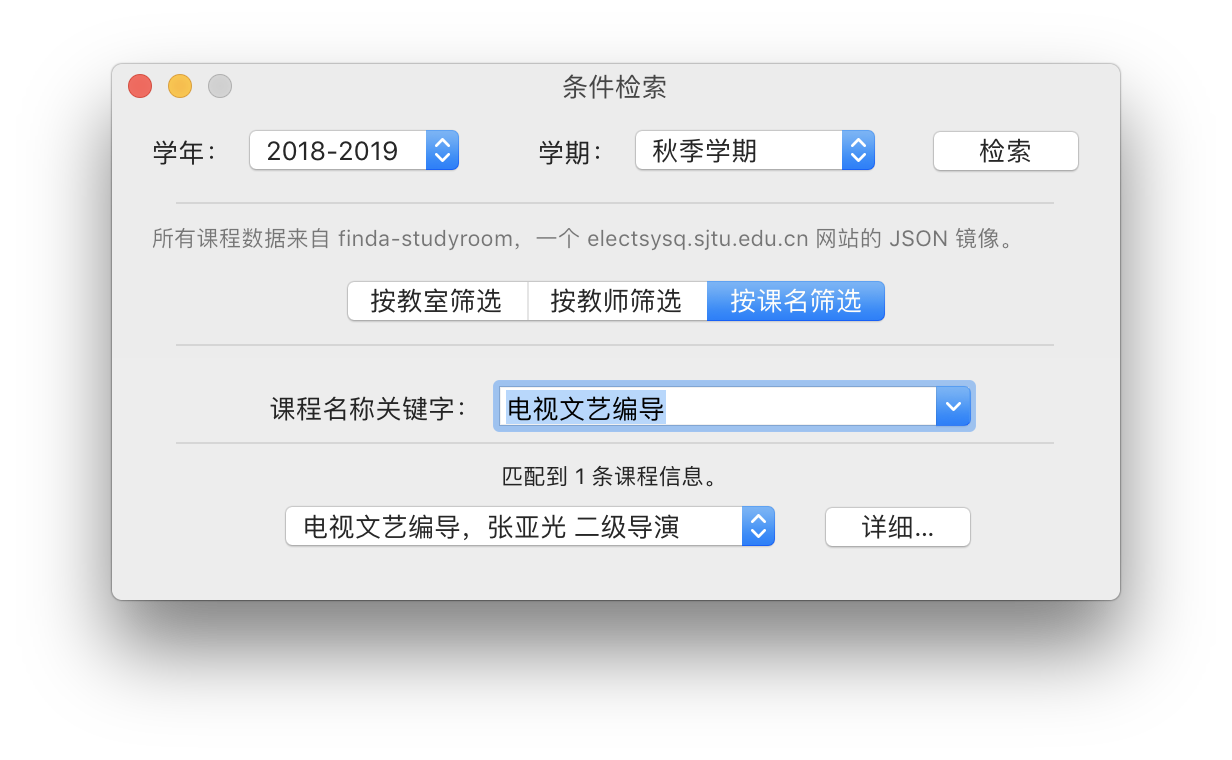 条件检索
学年： 2018-2019 学期： 秋季学期 检索
所有课程数据来自 finda-studyroom，一个 electsysq.sjtu.edu.cn 网站的 JSON 镜像。
按教室筛选 按教师筛选 按课名筛选
课程名称关键字： 电视文艺编导
匹配到 1 条课程信息。
电视文艺编导，张亚光 二级导演 详细...